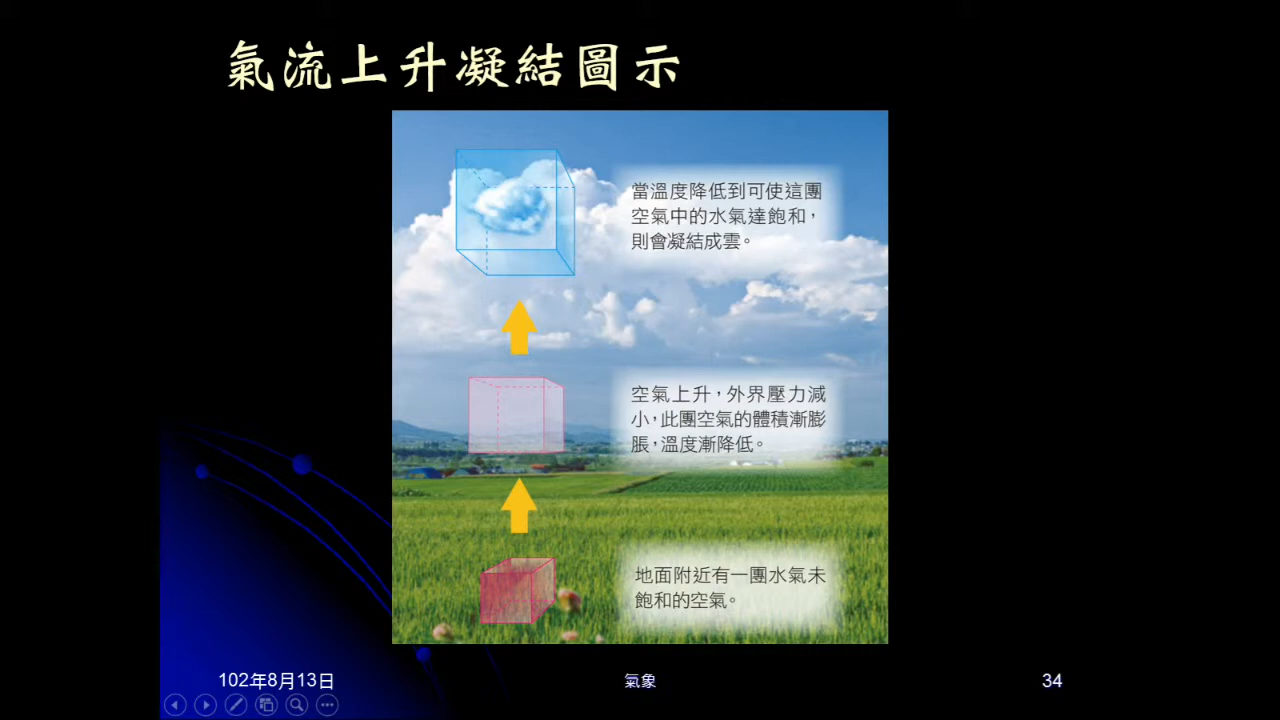 氣流上升凝結圖示
當溫度降低到可使這團
空氣中的水氣達飽和，
則會凝結成雲。
空氣上升，外界壓力減
小，此團空氣的體積漸膨
脹，溫度漸降低。
地面附近有一團水氣未
飽和的空氣。
102年8月13日
氣象
34